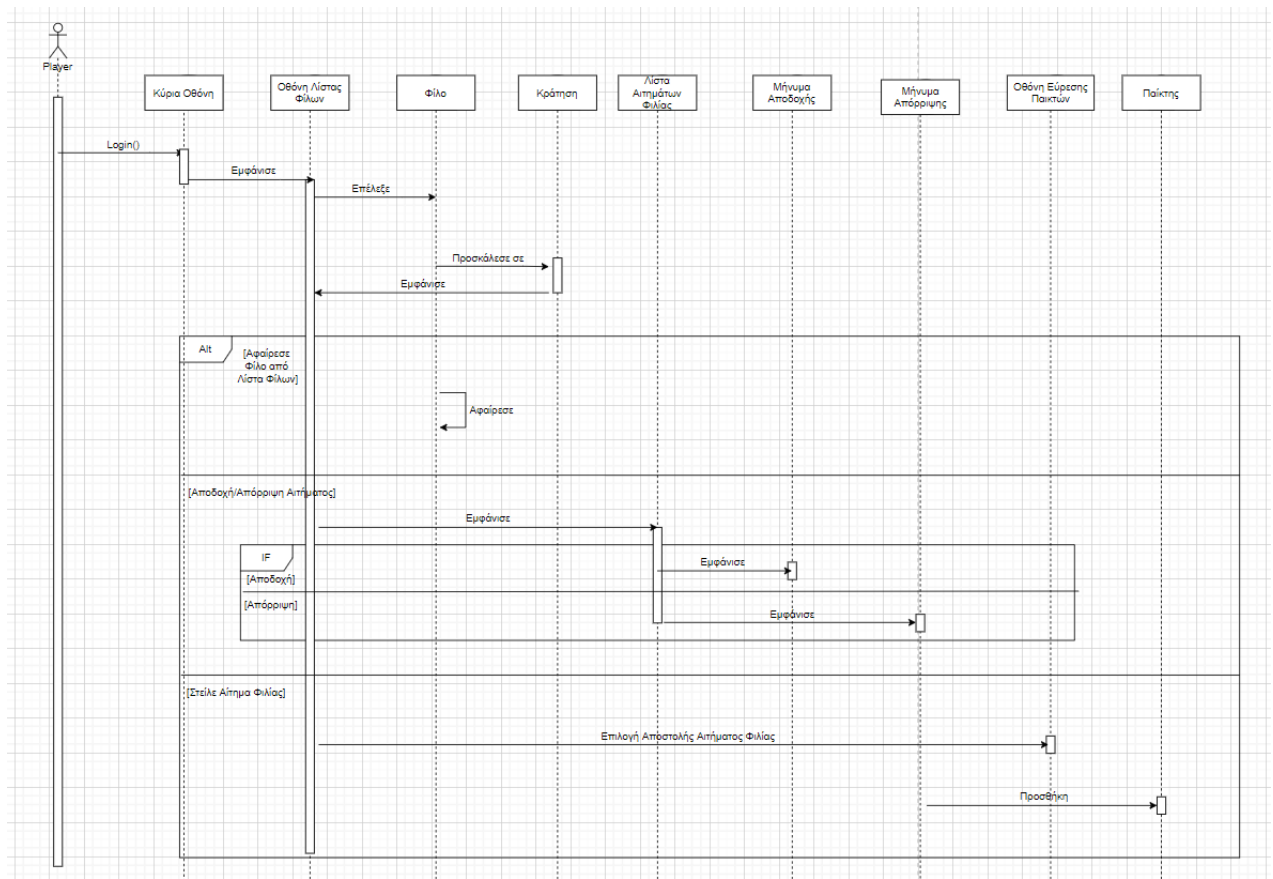 Player
Κύρια Οθόνη
Οθόνη Λίστας
Φίλων
Φίλο
Κράτηση
Λίστα
Αιτημάτων
Φιλίας
Μήνυμα
Αποδοχής
Μήνυμα
Απόρριψης
Οθόνη Εύρεσης
Παικτών
Παίκτης
Login()
Εμφάνισε
Επέλεξε
Προσκάλεσε σε
Εμφάνισε
Alt
[Αφαίρεσε
Φίλο από
Λίστα Φίλων]
Αφαίρεσε
[Αποδοχή/Απόρριψη Αιτήματος]
Εμφάνισε
IF
Εμφάνισε
[Αποδοχή]
[Απόρριψη]
Εμφάνισε
[Στείλε Αίτημα Φιλίας]
Επιλογή Αποστολής Αιτήματος Φιλίας
Προσθήκη